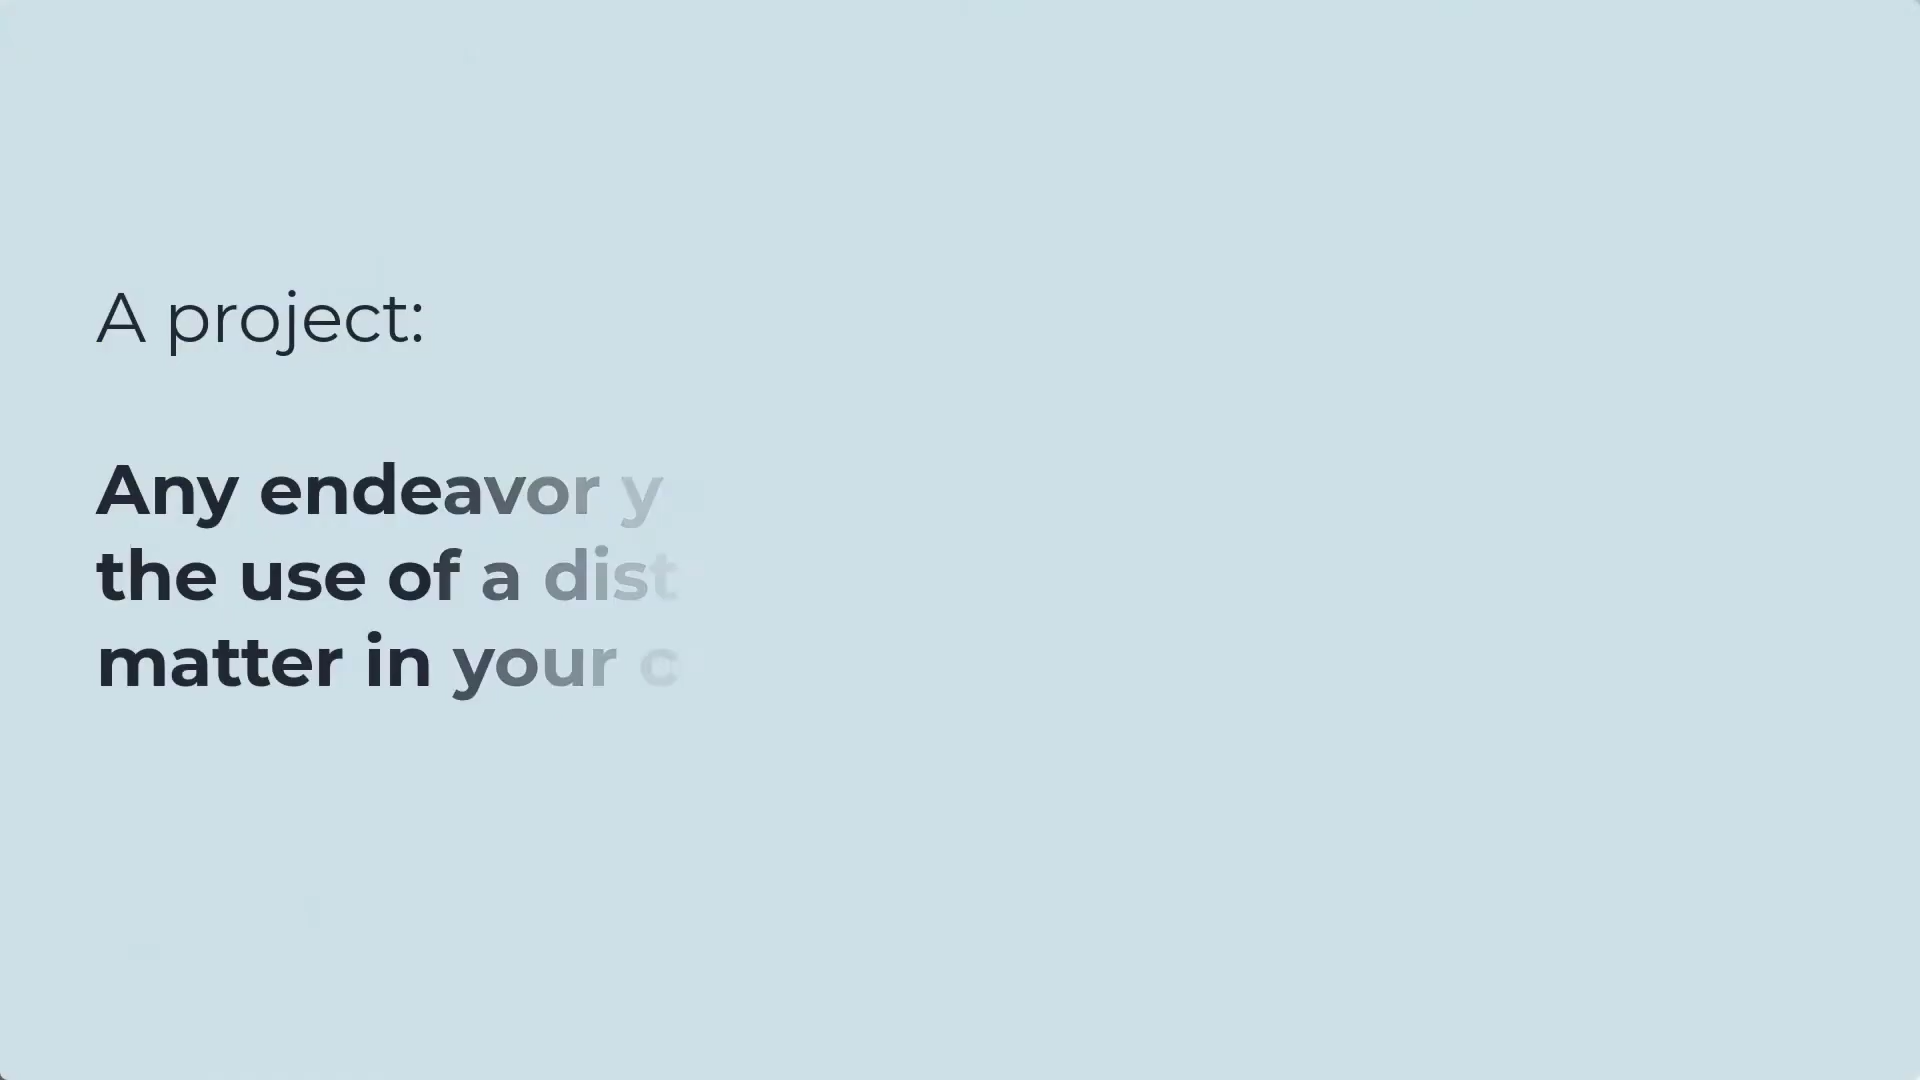 A project:
Any endeavor y
the use of a dist
matter in your c